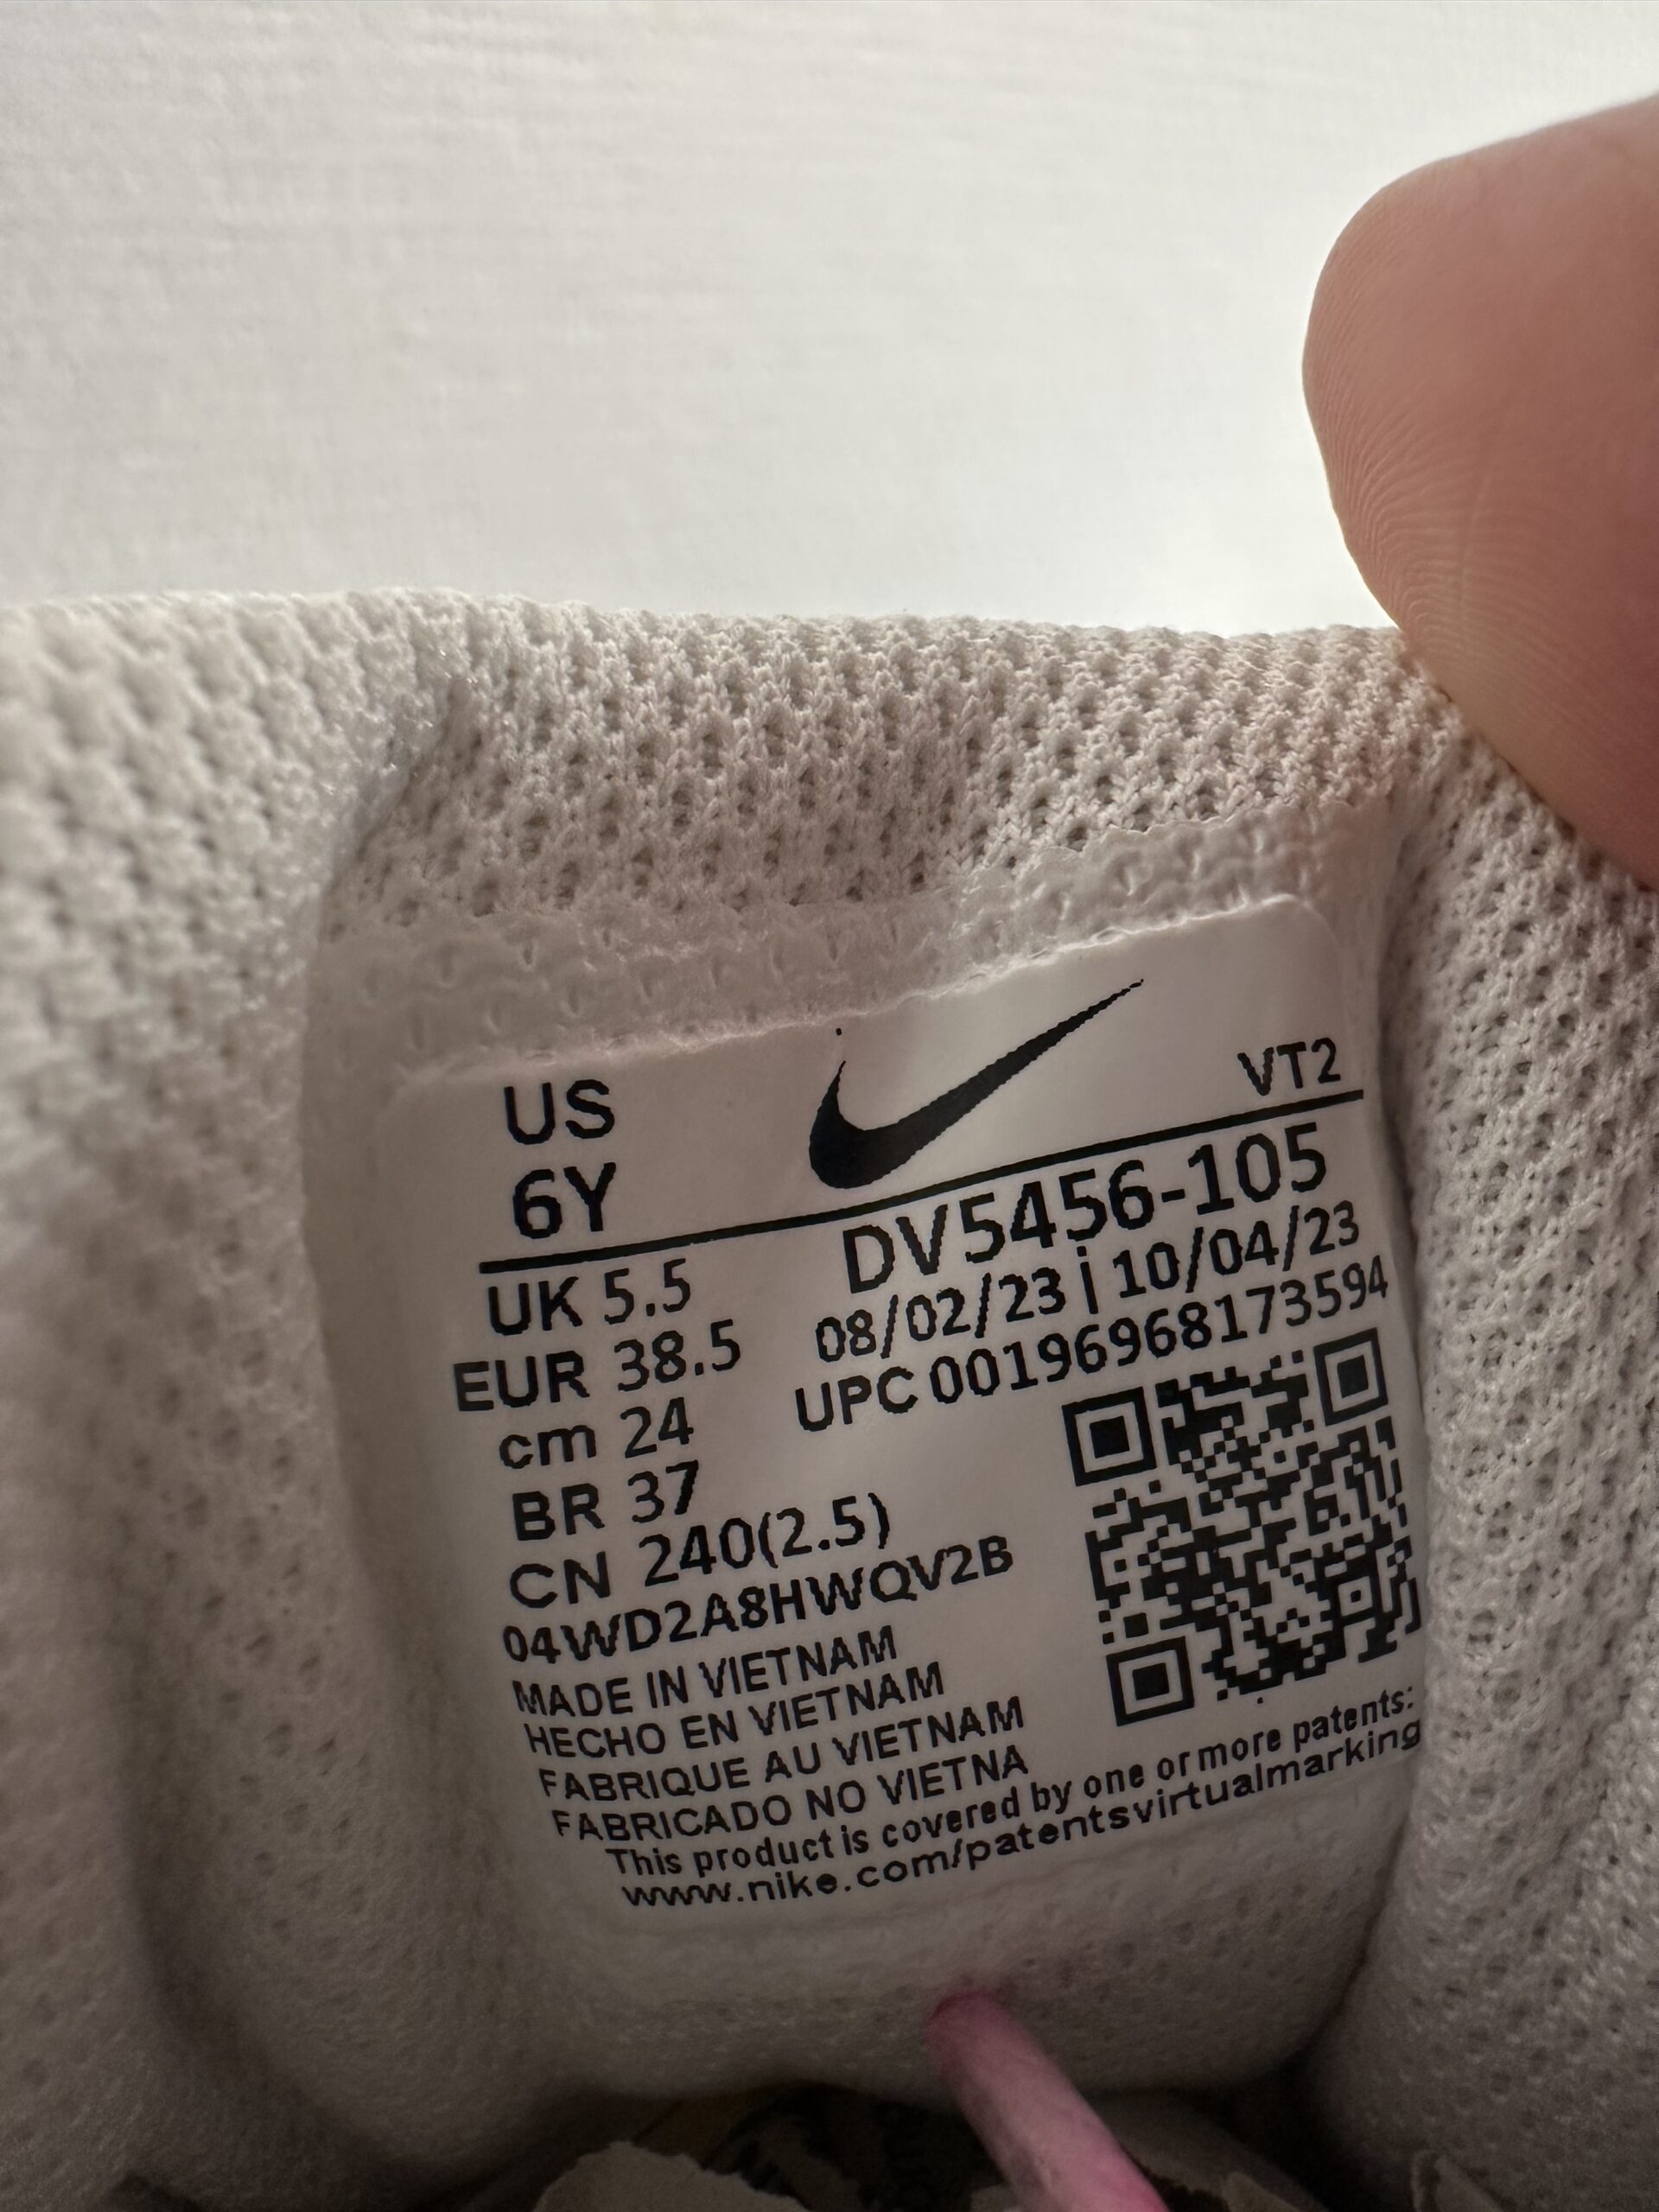 US
6Y
VT2
UK 5.5
EUR 38.5
cm 24
BR 37
CN 240(2.5)
DV5456-105
08/02/23 | 10/04/23
UPC 00196968173594
04WD2A8HWQV2B
MADE IN VIETNAM
HECHO EN VIETNAM
FABRIQUE AU VIETNAM
FABRICADO NO VIETNA
This product is covered by one or more patents:
www.nike.com/patentsvirtualmarking